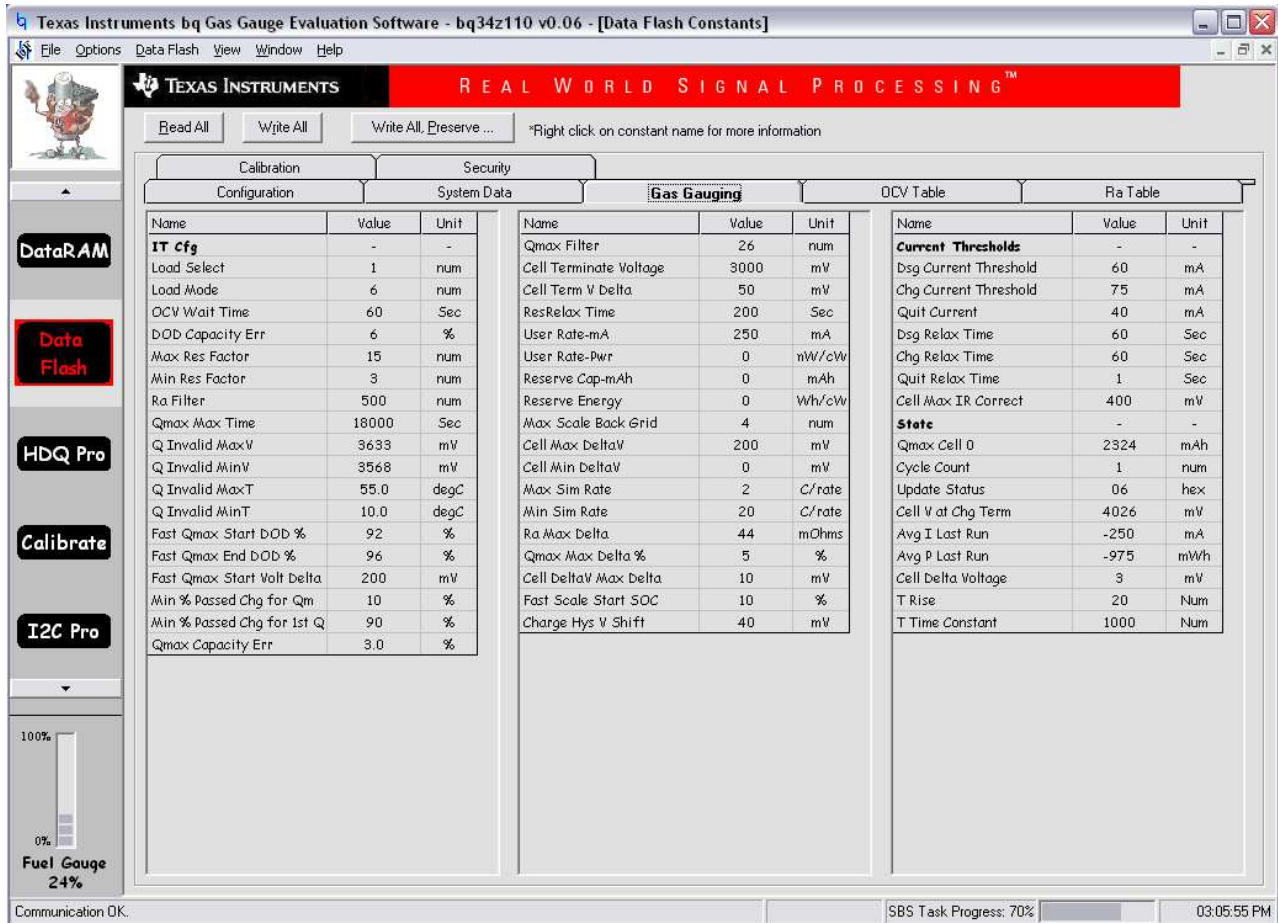 Texas Instruments bq Gas Gauge Evaluation Software - bq34z110 v0.06 - [Data Flash Constants]
File Options Data Flash View Window Help
TEXAS INSTRUMENTS REAL WORLD SIGNAL PROCESSING™
Read All Write All Write All, Preserve ... *Right click on constant name for more information
Calibration Security
Configuration System Data Gas Gauging OCV Table Ra Table
DataRAM
Data Flash
HDQ Pro
Calibrate
I2C Pro
100%
0%
Fuel Gauge
24%
Name Value Unit
IT Cfg - -
Load Select 1 num
Load Mode 6 num
OCV Wait Time 60 Sec
DOD Capacity Err 6 %
Max Res Factor 15 num
Min Res Factor 3 num
Ra Filter 500 num
Qmax Max Time 18000 Sec
Q Invalid MaxV 3633 mV
Q Invalid MinV 3568 mV
Q Invalid MaxT 55.0 degC
Q Invalid MinT 10.0 degC
Fast Qmax Start DOD % 92 %
Fast Qmax End DOD % 96 %
Fast Qmax Start Volt Delta 200 mV
Min % Passed Chg for Qm 10 %
Min % Passed Chg for 1st Q 90 %
Qmax Capacity Err 3.0 %
Name Value Unit
Qmax Filter 26 num
Cell Terminate Voltage 3000 mV
Cell Term V Delta 50 mV
ResRelax Time 200 Sec
User Rate-mA 250 mA
User Rate-Pwr 0 mW/cW
Reserve Cap-mAh 0 mAh
Reserve Energy 0 Wh/cW
Max Scale Back Grid 4 num
Cell Max DeltaV 200 mV
Cell Min DeltaV 0 mV
Max Sim Rate 2 C/rate
Min Sim Rate 20 C/rate
Ra Max Delta 44 mOhms
Qmax Max Delta % 5 %
Cell DeltaV Max Delta 10 mV
Fast Scale Start SOC 10 %
Charge Hys V Shift 40 mV
Name Value Unit
Current Thresholds - -
Dsg Current Threshold 60 mA
Chg Current Threshold 75 mA
Quit Current 40 mA
Dsg Relax Time 60 Sec
Chg Relax Time 60 Sec
Quit Relax Time 1 Sec
Cell Max IR Correct 400 mV
State - -
Qmax Cell 0 2324 mAh
Cycle Count 1 num
Update Status 06 hex
Cell V at Chg Term 4026 mV
Avg I Last Run -250 mA
Avg P Last Run -975 mWh
Cell Delta Voltage 3 mV
T Rise 20 Num
T Time Constant 1000 Num
Communication OK. SBS Task Progress: 70% 03:05:55 PM